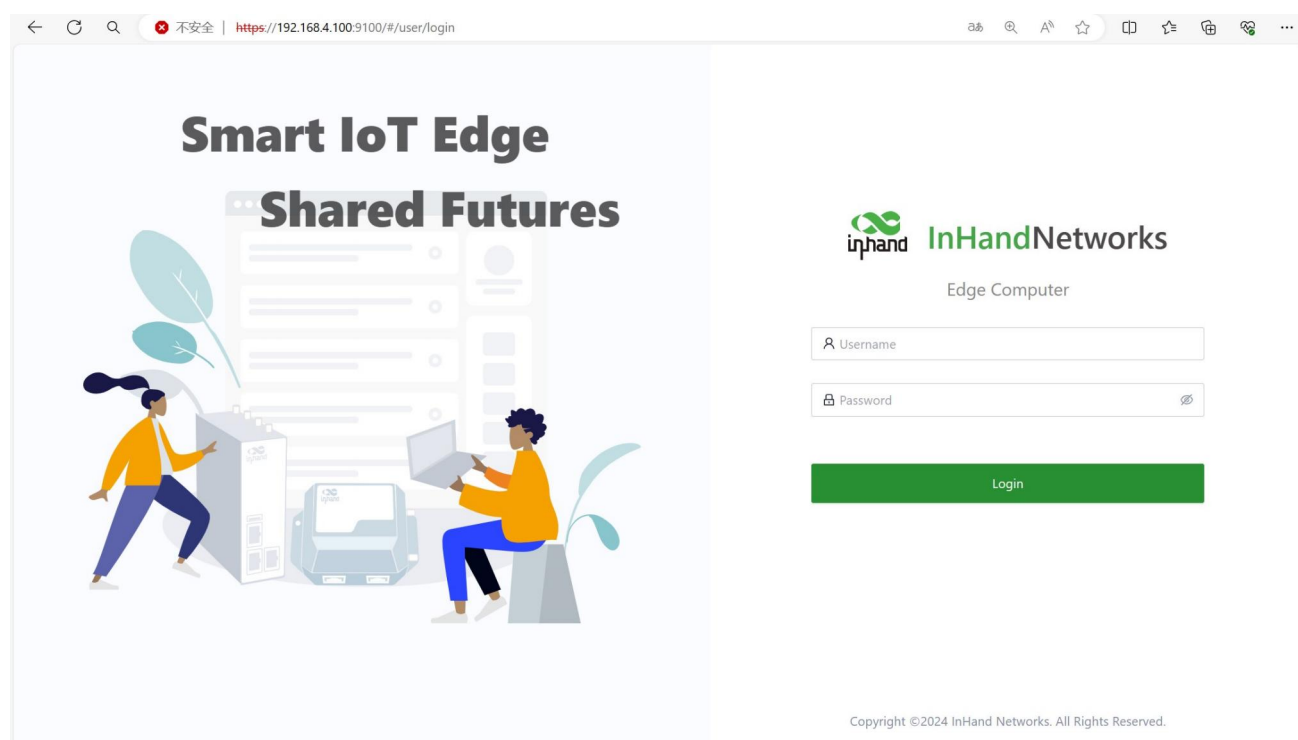 不安全 | https://192.168.4.100:9100/#/user/login
Smart IoT Edge
Shared Futures
inhand InHandNetworks
Edge Computer
Username
Password
Login
Copyright ©2024 InHand Networks. All Rights Reserved.